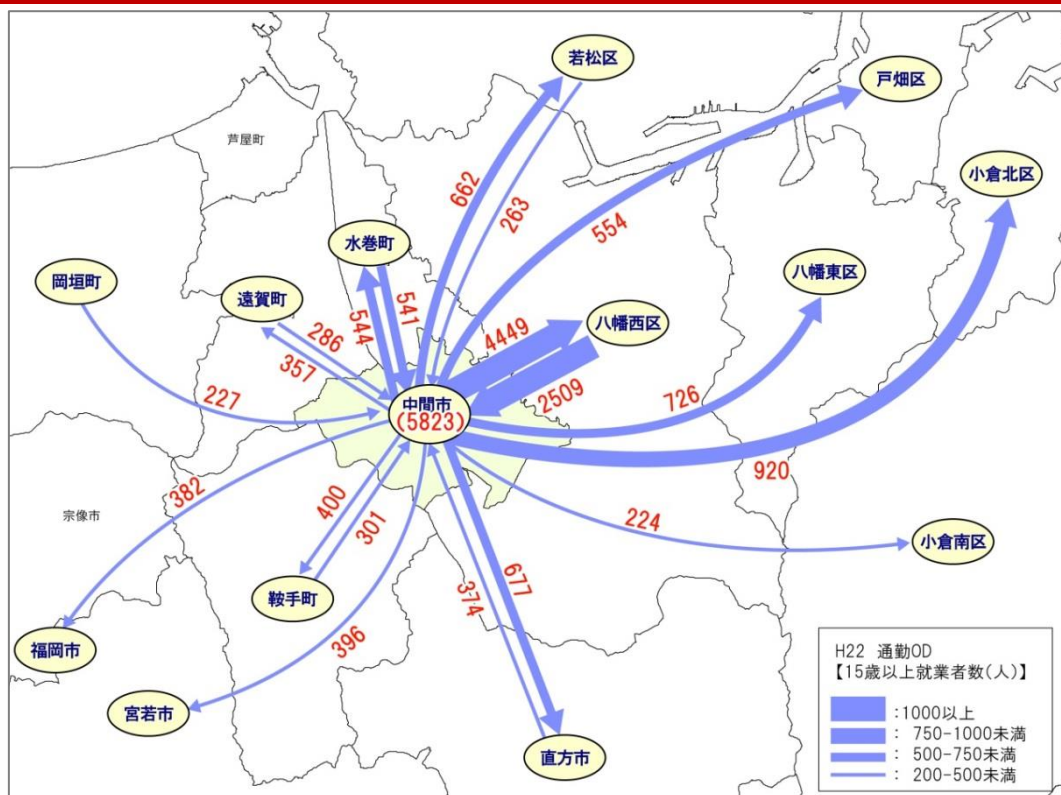 若松区
戸畑区
芦屋町
小倉北区
662
263
554
水巻町
岡垣町
遠賀町
八幡東区
541
544
286
357
4449
八幡西区
2509
227
中間市
(5823)
726
920
382
400
301
224
宗像市
小倉南区
鞍手町
374
677
396
福岡市
宮若市
直方市
H22 通勤OD
【15歳以上就業者数(人)】
:1000以上
: 750-1000未満
: 500-750未満
: 200-500未満